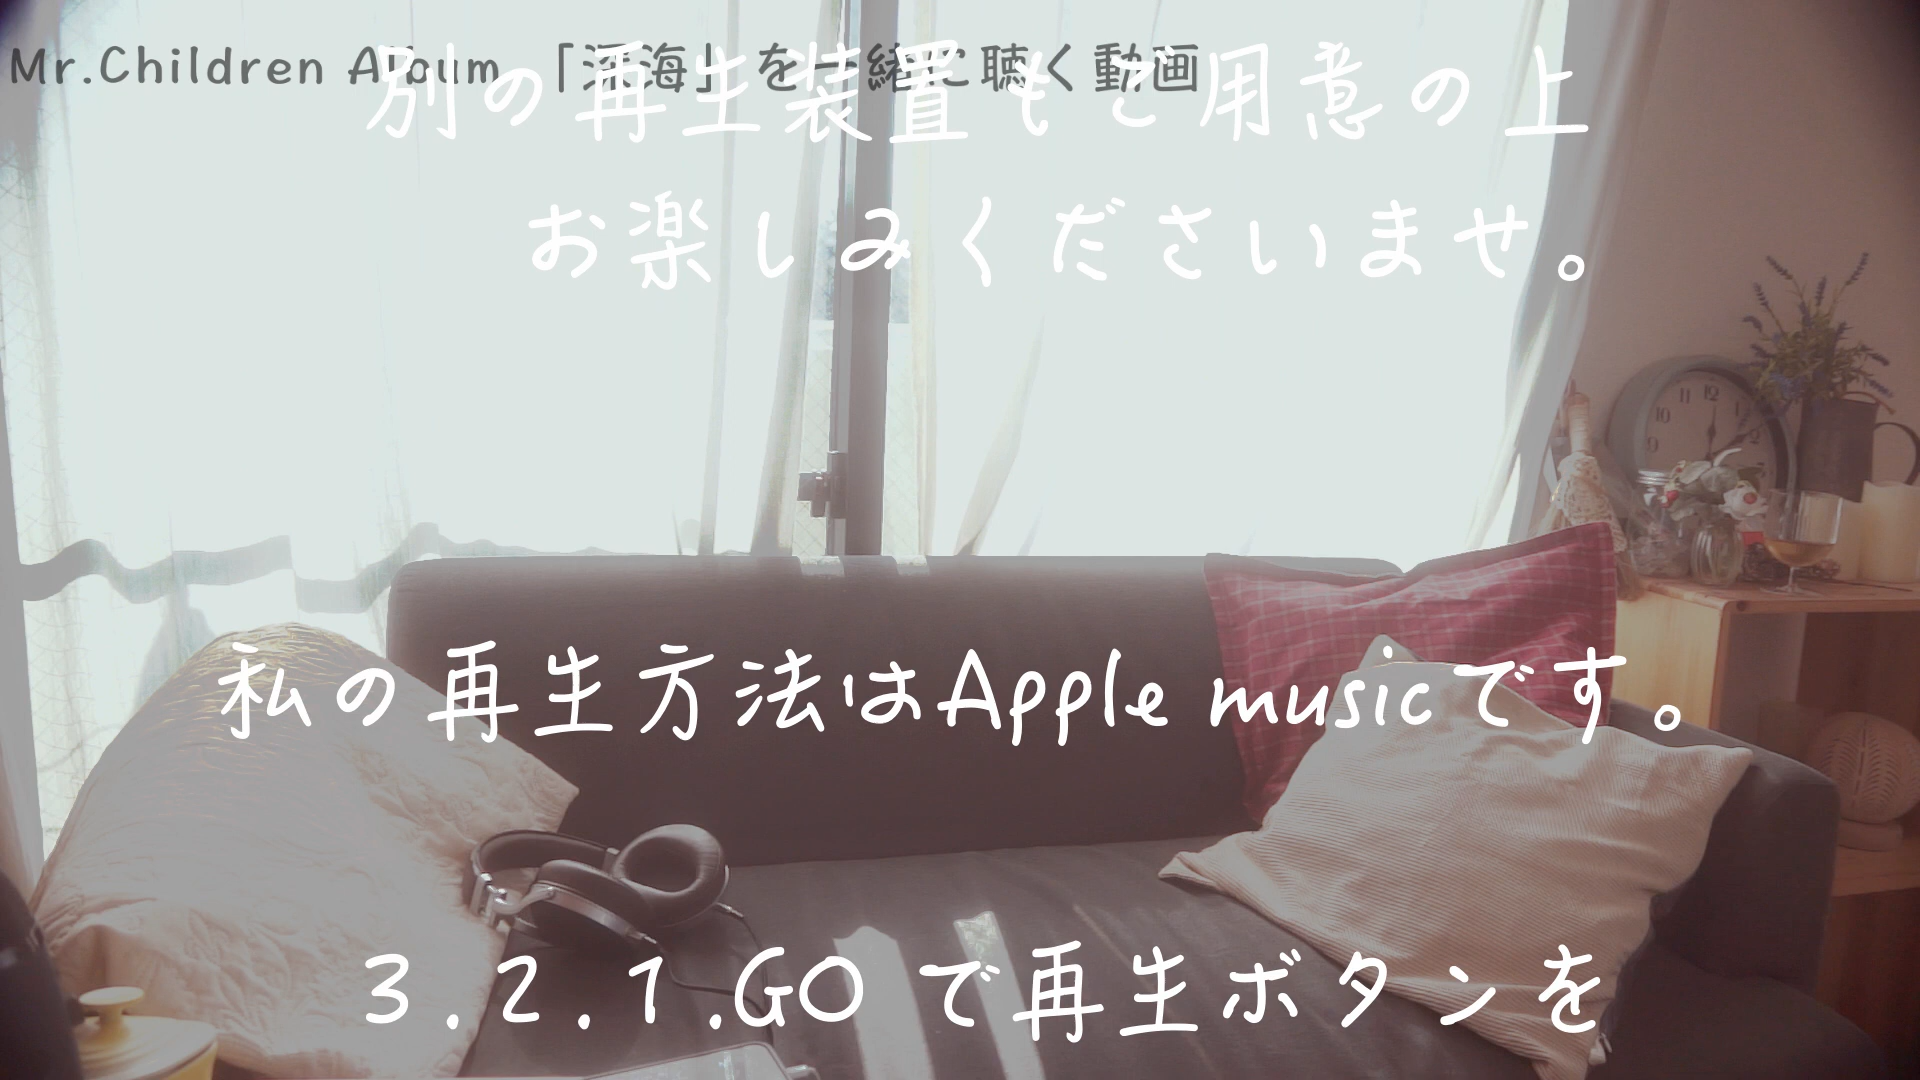 Mr.Children Album 「深海」を一緒に聴く動画
別の再生装置もご用意の上
お楽しみくださいませ。
私の再生方法はApple musicです。
3.2.1.GO で再生ボタンを